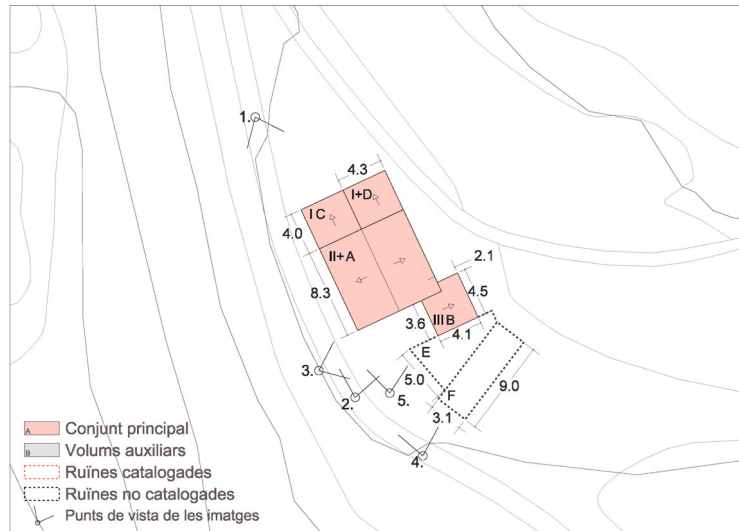 1.
4.3
I C
I+D
4.0
II+A
2.1
8.3
4.5
III B
3.6
4.1
E
3.
5.0
9.0
F
2.
5.
3.1
4.
A Conjunt principal
B Volums auxiliars
Ruïnes catalogades
Ruïnes no catalogades
Punts de vista de les imatges